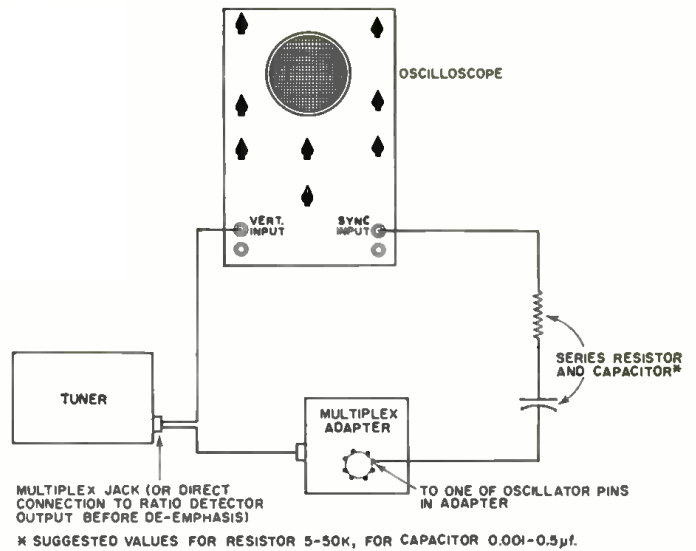 OSCILLOSCOPE
VERT. INPUT
SYNC INPUT
SERIES RESISTOR
AND CAPACITOR*
TUNER
MULTIPLEX
ADAPTER
MULTIPLEX JACK (OR DIRECT
CONNECTION TO RATIO DETECTOR
OUTPUT BEFORE DE-EMPHASIS)
TO ONE OF OSCILLATOR PINS
IN ADAPTER
* SUGGESTED VALUES FOR RESISTOR 5-50K, FOR CAPACITOR 0.001-0.5µf.